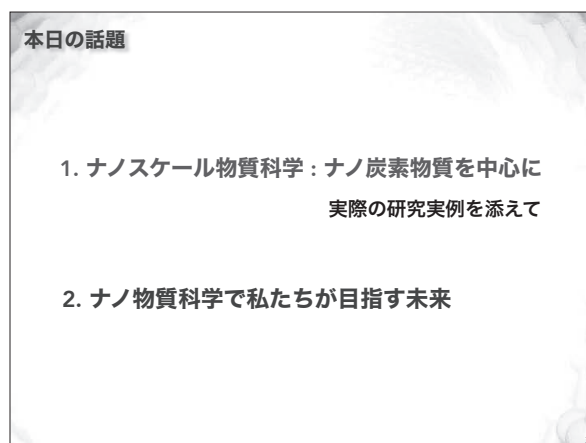 本日の話題
1. ナノスケール物質科学 : ナノ炭素物質を中心に
実際の研究実例を添えて
2. ナノ物質科学で私たちが目指す未来